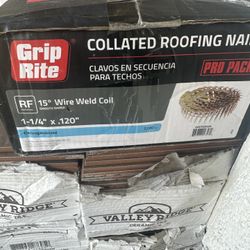 Grip
Rite
COLLATED ROOFING NAI
CLAVOS EN SECUENCIA
PARA TECHOS
PRO PACK
RF
15° Wire Weld Coil
1-1/4" x .120"
VALLEY RIDGE
VALLEY RIDGE
CERAMIC